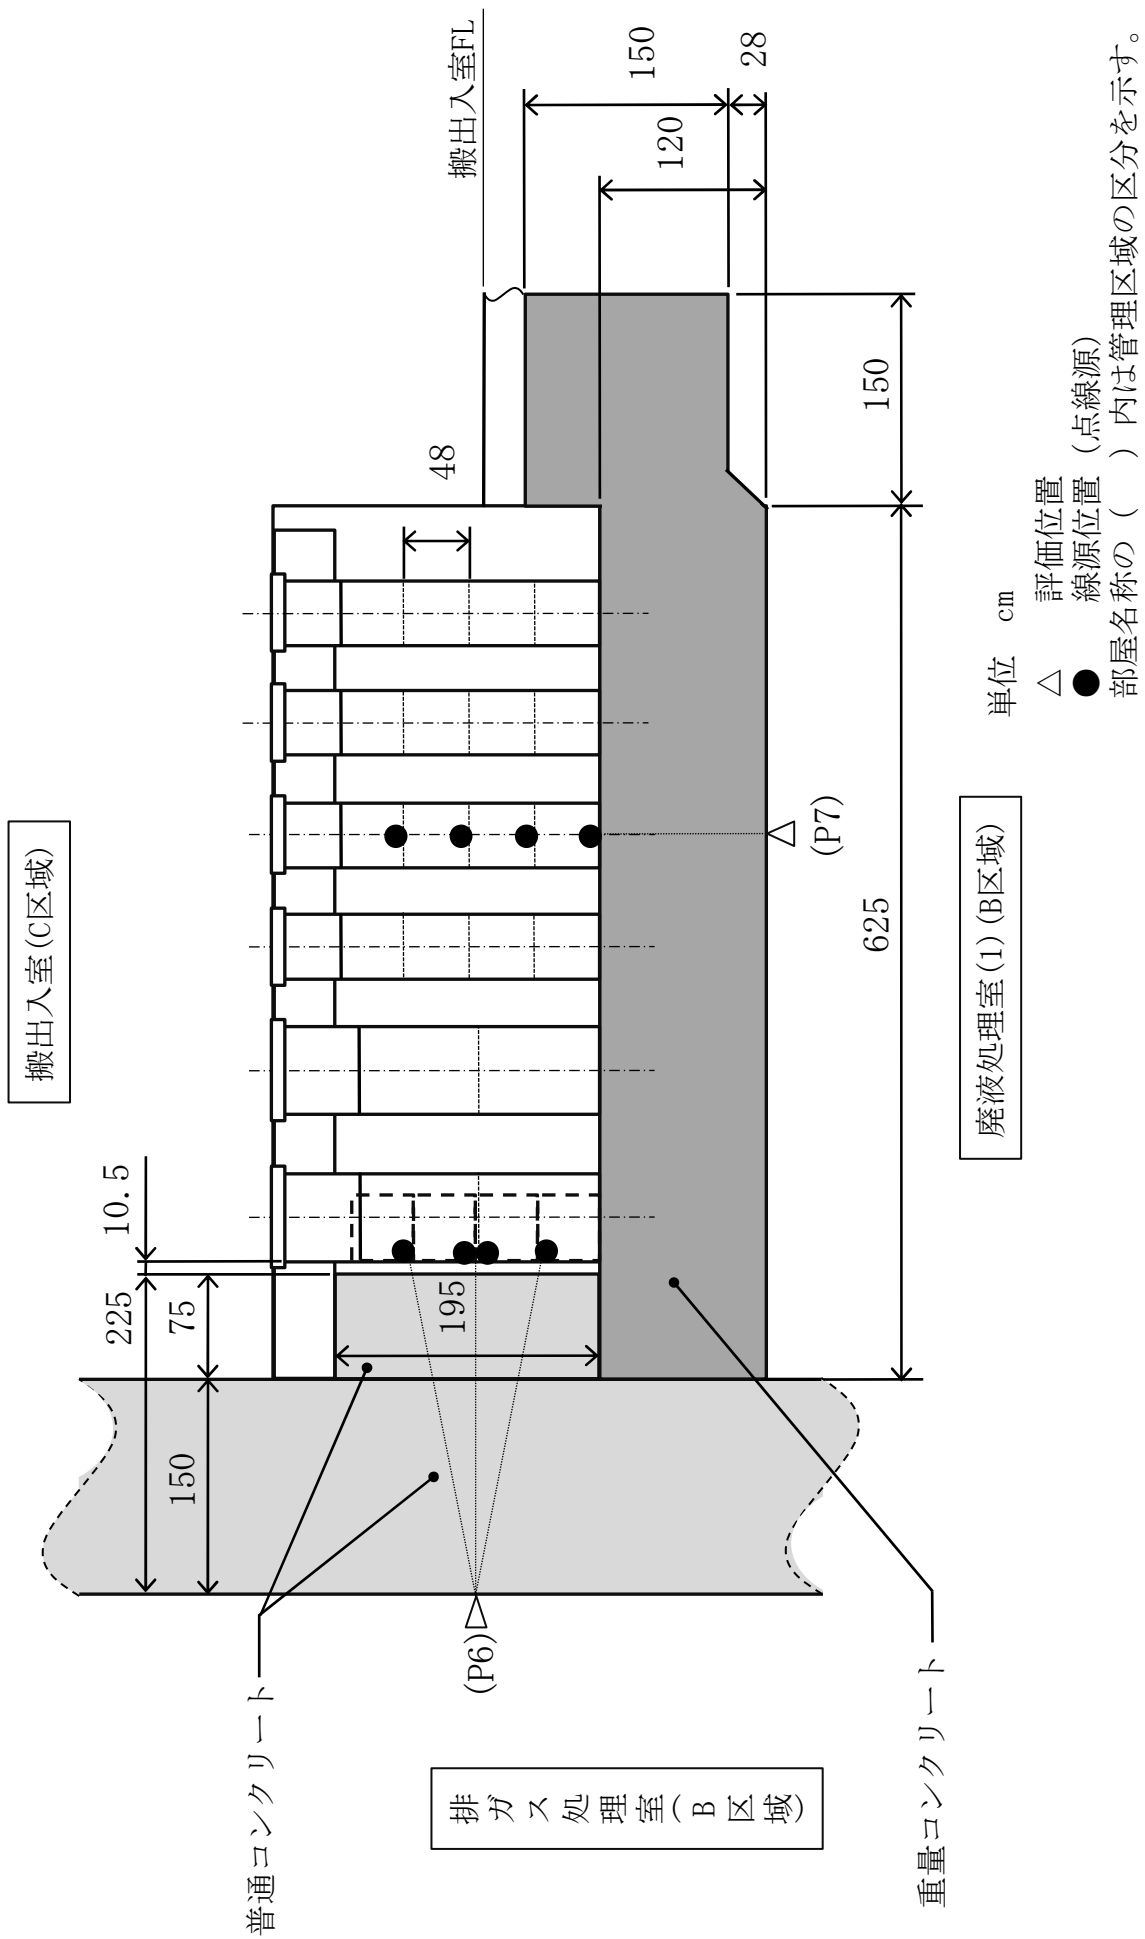 搬出入室(C区域)
搬出入室FL
150
28
120
48
150
625
10.5
225
75
195
150
(P6)
(P7)
普通コンクリート
重量コンクリート
排ガス処理室(B区域)
廃液処理室(1)(B区域)
単位 cm
△ 評価位置
● 線源位置 (点線源)
部屋名称の( )内は管理区域の区分を示す。